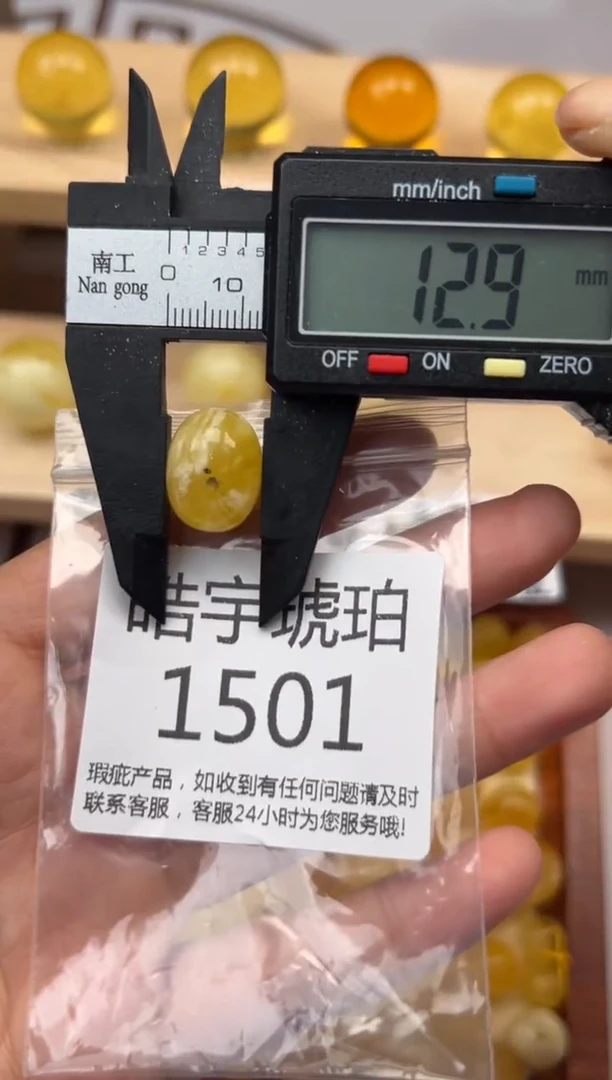 mm/inch
南工
Nan gong
0 1 2 3 4 5
0 10
12.9 mm
OFF ON ZERO
皓宇琥珀
1501
瑕疵产品，如收到有任何问题请及时
联系客服，客服24小时为您服务哦!